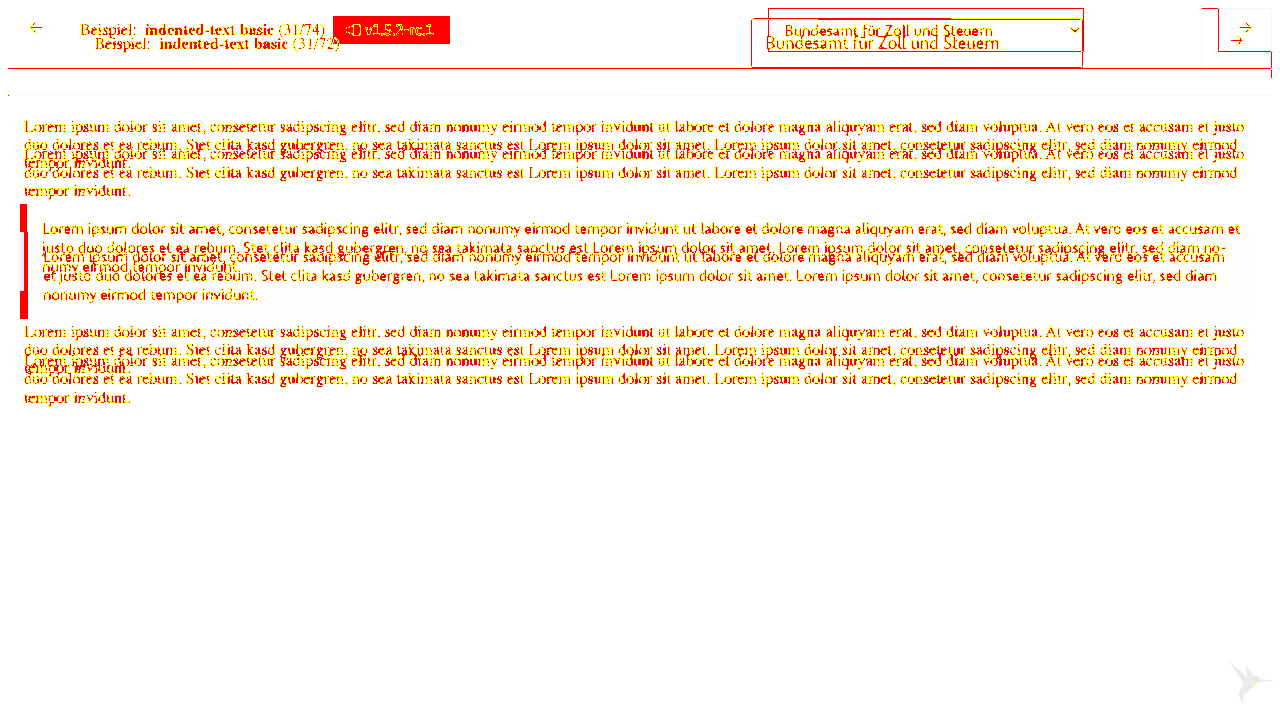 Beispiel: indented-text basic (31/74) v1.5.2-rc.1 Bundesamt für Zoll und Steuern
Beispiel: indented-text basic (31/72) Bundesamt für Zoll und Steuern
Lorem ipsum dolor sit amet, consetetur sadipscing elitr, sed diam nonumy eirmod tempor invidunt ut labore et dolore magna aliquyam erat, sed diam voluptua. At vero eos et accusam et justo
duo dolores et ea rebum. Stet clita kasd gubergren, no sea takimata sanctus est Lorem ipsum dolor sit amet. Lorem ipsum dolor sit amet, consetetur sadipscing elitr, sed diam nonumy eirmod
Lorem ipsum dolor sit amet, consetetur sadipscing elitr, sed diam nonumy eirmod tempor invidunt ut labore et dolore magna aliquyam erat, sed diam voluptua. At vero eos et accusam et justo
tempor invidunt.
duo dolores et ea rebum. Stet clita kasd gubergren, no sea takimata sanctus est Lorem ipsum dolor sit amet. Lorem ipsum dolor sit amet, consetetur sadipscing elitr, sed diam nonumy eirmod
tempor invidunt.
Lorem ipsum dolor sit amet, consetetur sadipscing elitr, sed diam nonumy eirmod tempor invidunt ut labore et dolore magna aliquyam erat, sed diam voluptua. At vero eos et accusam et
justo duo dolores et ea rebum. Stet clita kasd gubergren, no sea takimata sanctus est Lorem ipsum dolor sit amet. Lorem ipsum dolor sit amet, consetetur sadipscing elitr, sed diam no-
Lorem ipsum dolor sit amet, consetetur sadipscing elitr, sed diam nonumy eirmod tempor invidunt ut labore et dolore magna aliquyam erat, sed diam voluptua. At vero eos et accusam
numy eirmod tempor invidunt.
et justo duo dolores et ea rebum. Stet clita kasd gubergren, no sea takimata sanctus est Lorem ipsum dolor sit amet. Lorem ipsum dolor sit amet, consetetur sadipscing elitr, sed diam
nonumy eirmod tempor invidunt.
Lorem ipsum dolor sit amet, consetetur sadipscing elitr, sed diam nonumy eirmod tempor invidunt ut labore et dolore magna aliquyam erat, sed diam voluptua. At vero eos et accusam et justo
duo dolores et ea rebum. Stet clita kasd gubergren, no sea takimata sanctus est Lorem ipsum dolor sit amet. Lorem ipsum dolor sit amet, consetetur sadipscing elitr, sed diam nonumy eirmod
Lorem ipsum dolor sit amet, consetetur sadipscing elitr, sed diam nonumy eirmod tempor invidunt ut labore et dolore magna aliquyam erat, sed diam voluptua. At vero eos et accusam et justo
tempor invidunt.
duo dolores et ea rebum. Stet clita kasd gubergren, no sea takimata sanctus est Lorem ipsum dolor sit amet. Lorem ipsum dolor sit amet, consetetur sadipscing elitr, sed diam nonumy eirmod
tempor invidunt.